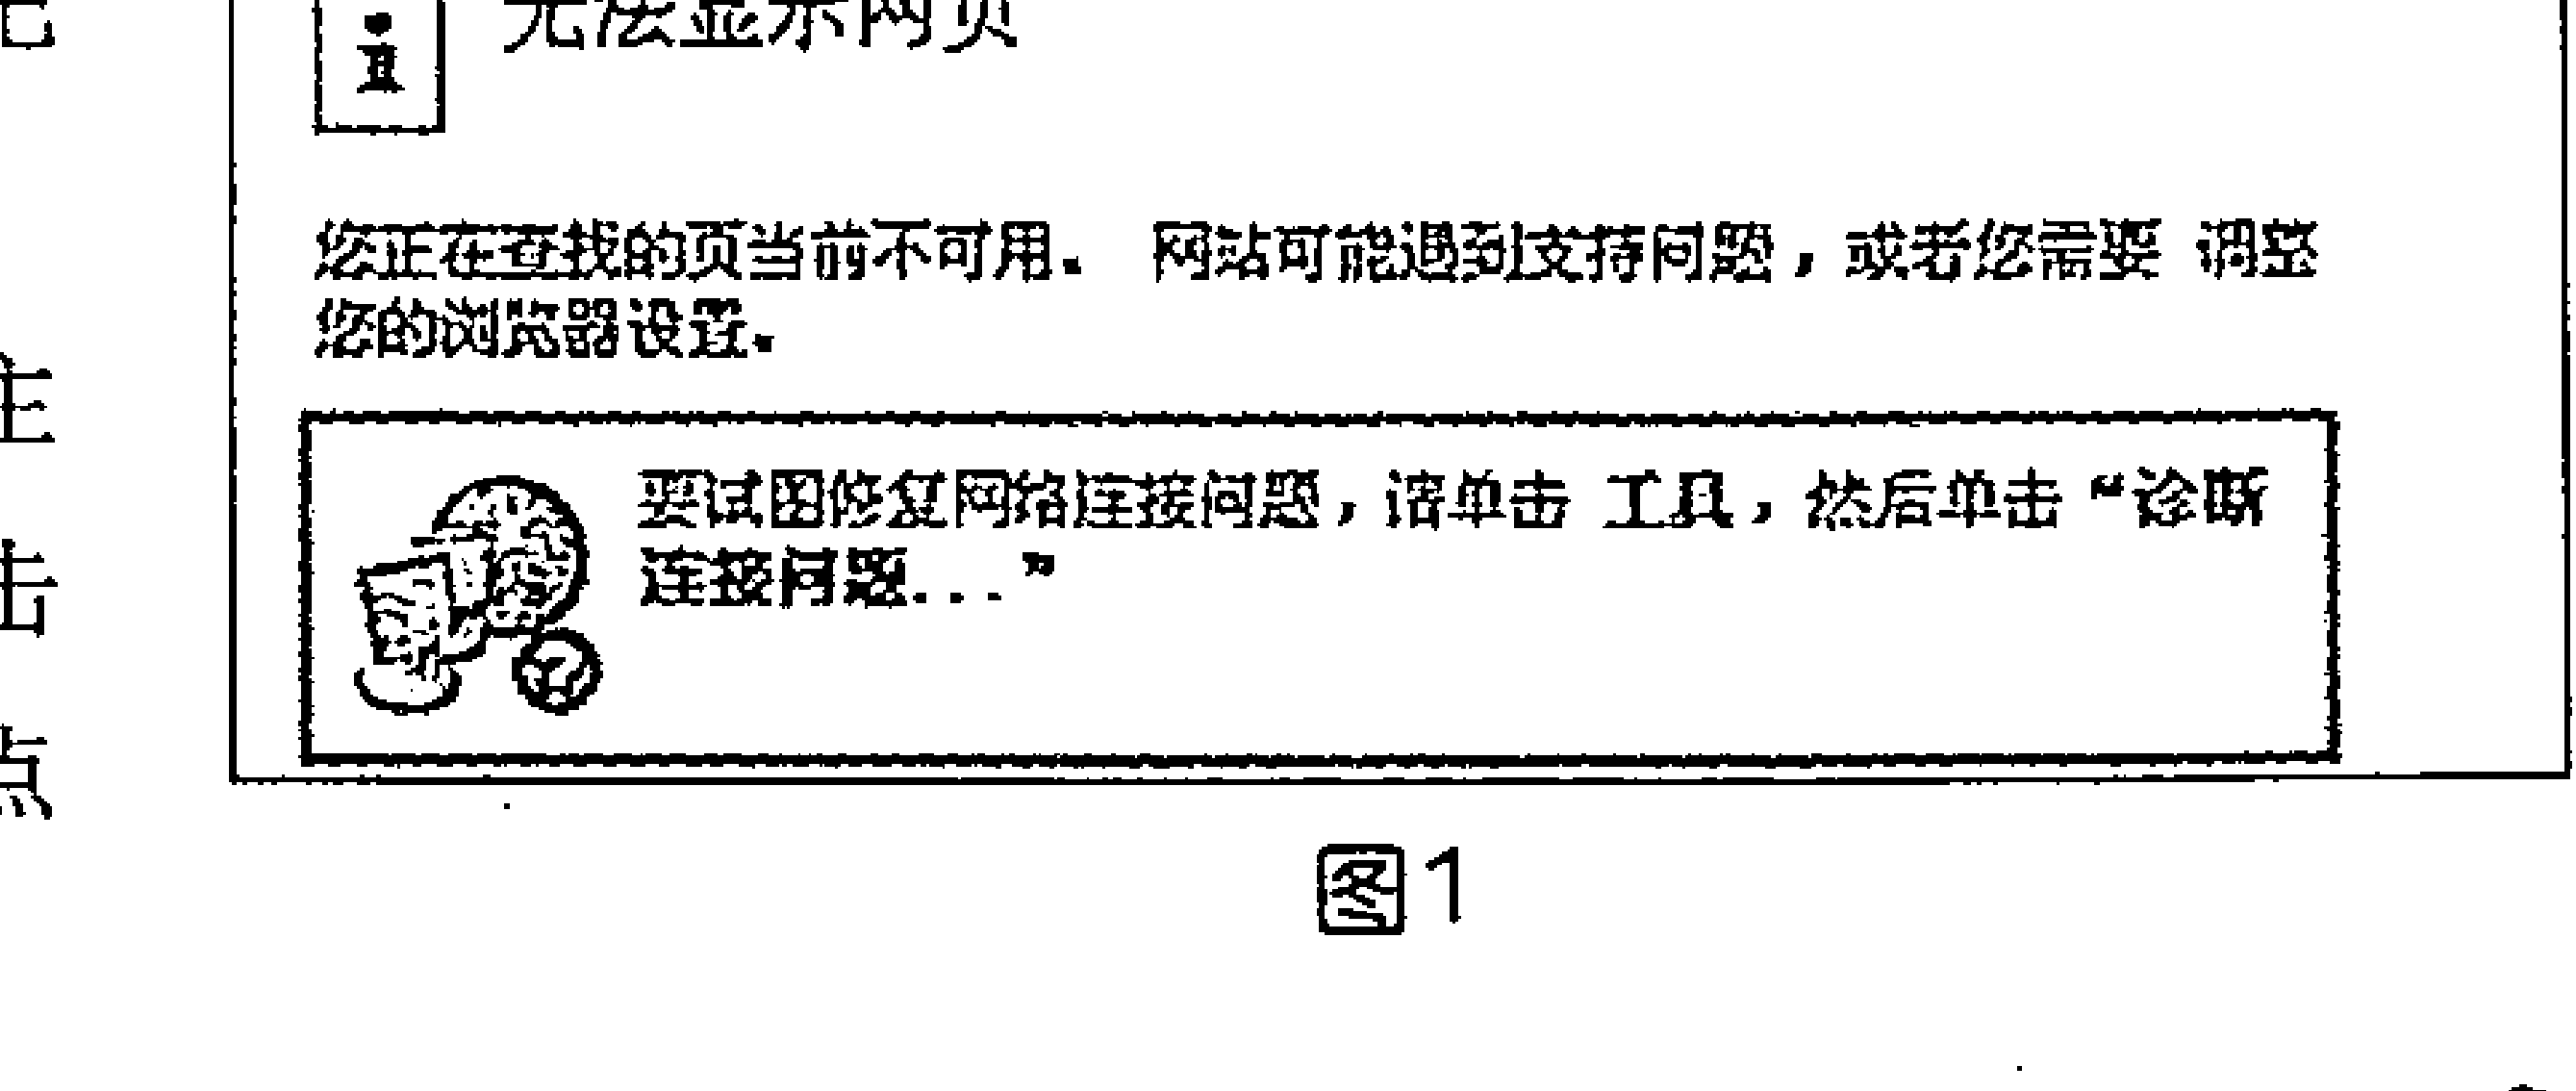 无法显示网页
您正在查找的页当前不可用。 网站可能遇到支持问题，或者您需要 调整
您的浏览器设置。
要试图修复网络连接问题，请单击 工具，然后单击“诊断
连接问题...”
图1